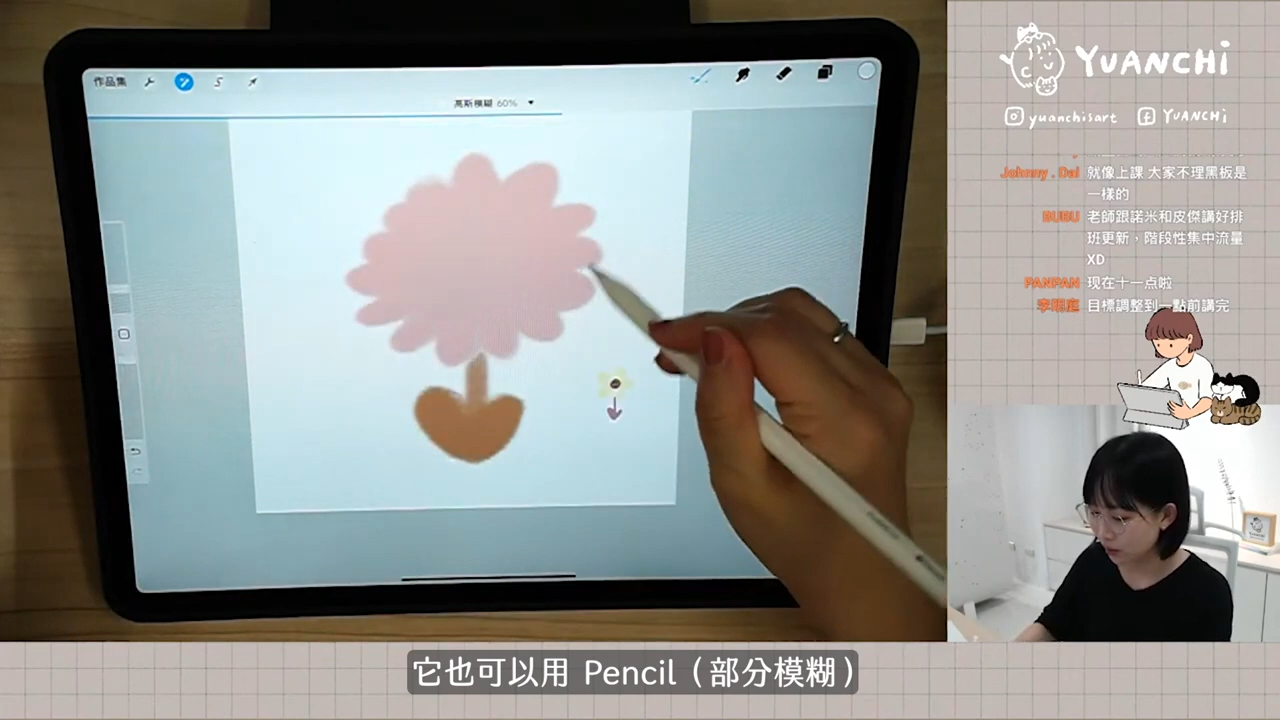 作品集
S
高斯模糊 60%
YUANCHI
yuanchisart
YUANCHI
Johnny . Dai 就像上課 大家不理黑板是
一樣的
BUBU 老師跟諾米和皮傑講好排
班更新，階段性集中流量
XD
PANPAN 现在十一点啦
李雨庭 目標調整到一點前講完
它也可以用 Pencil（部分模糊）